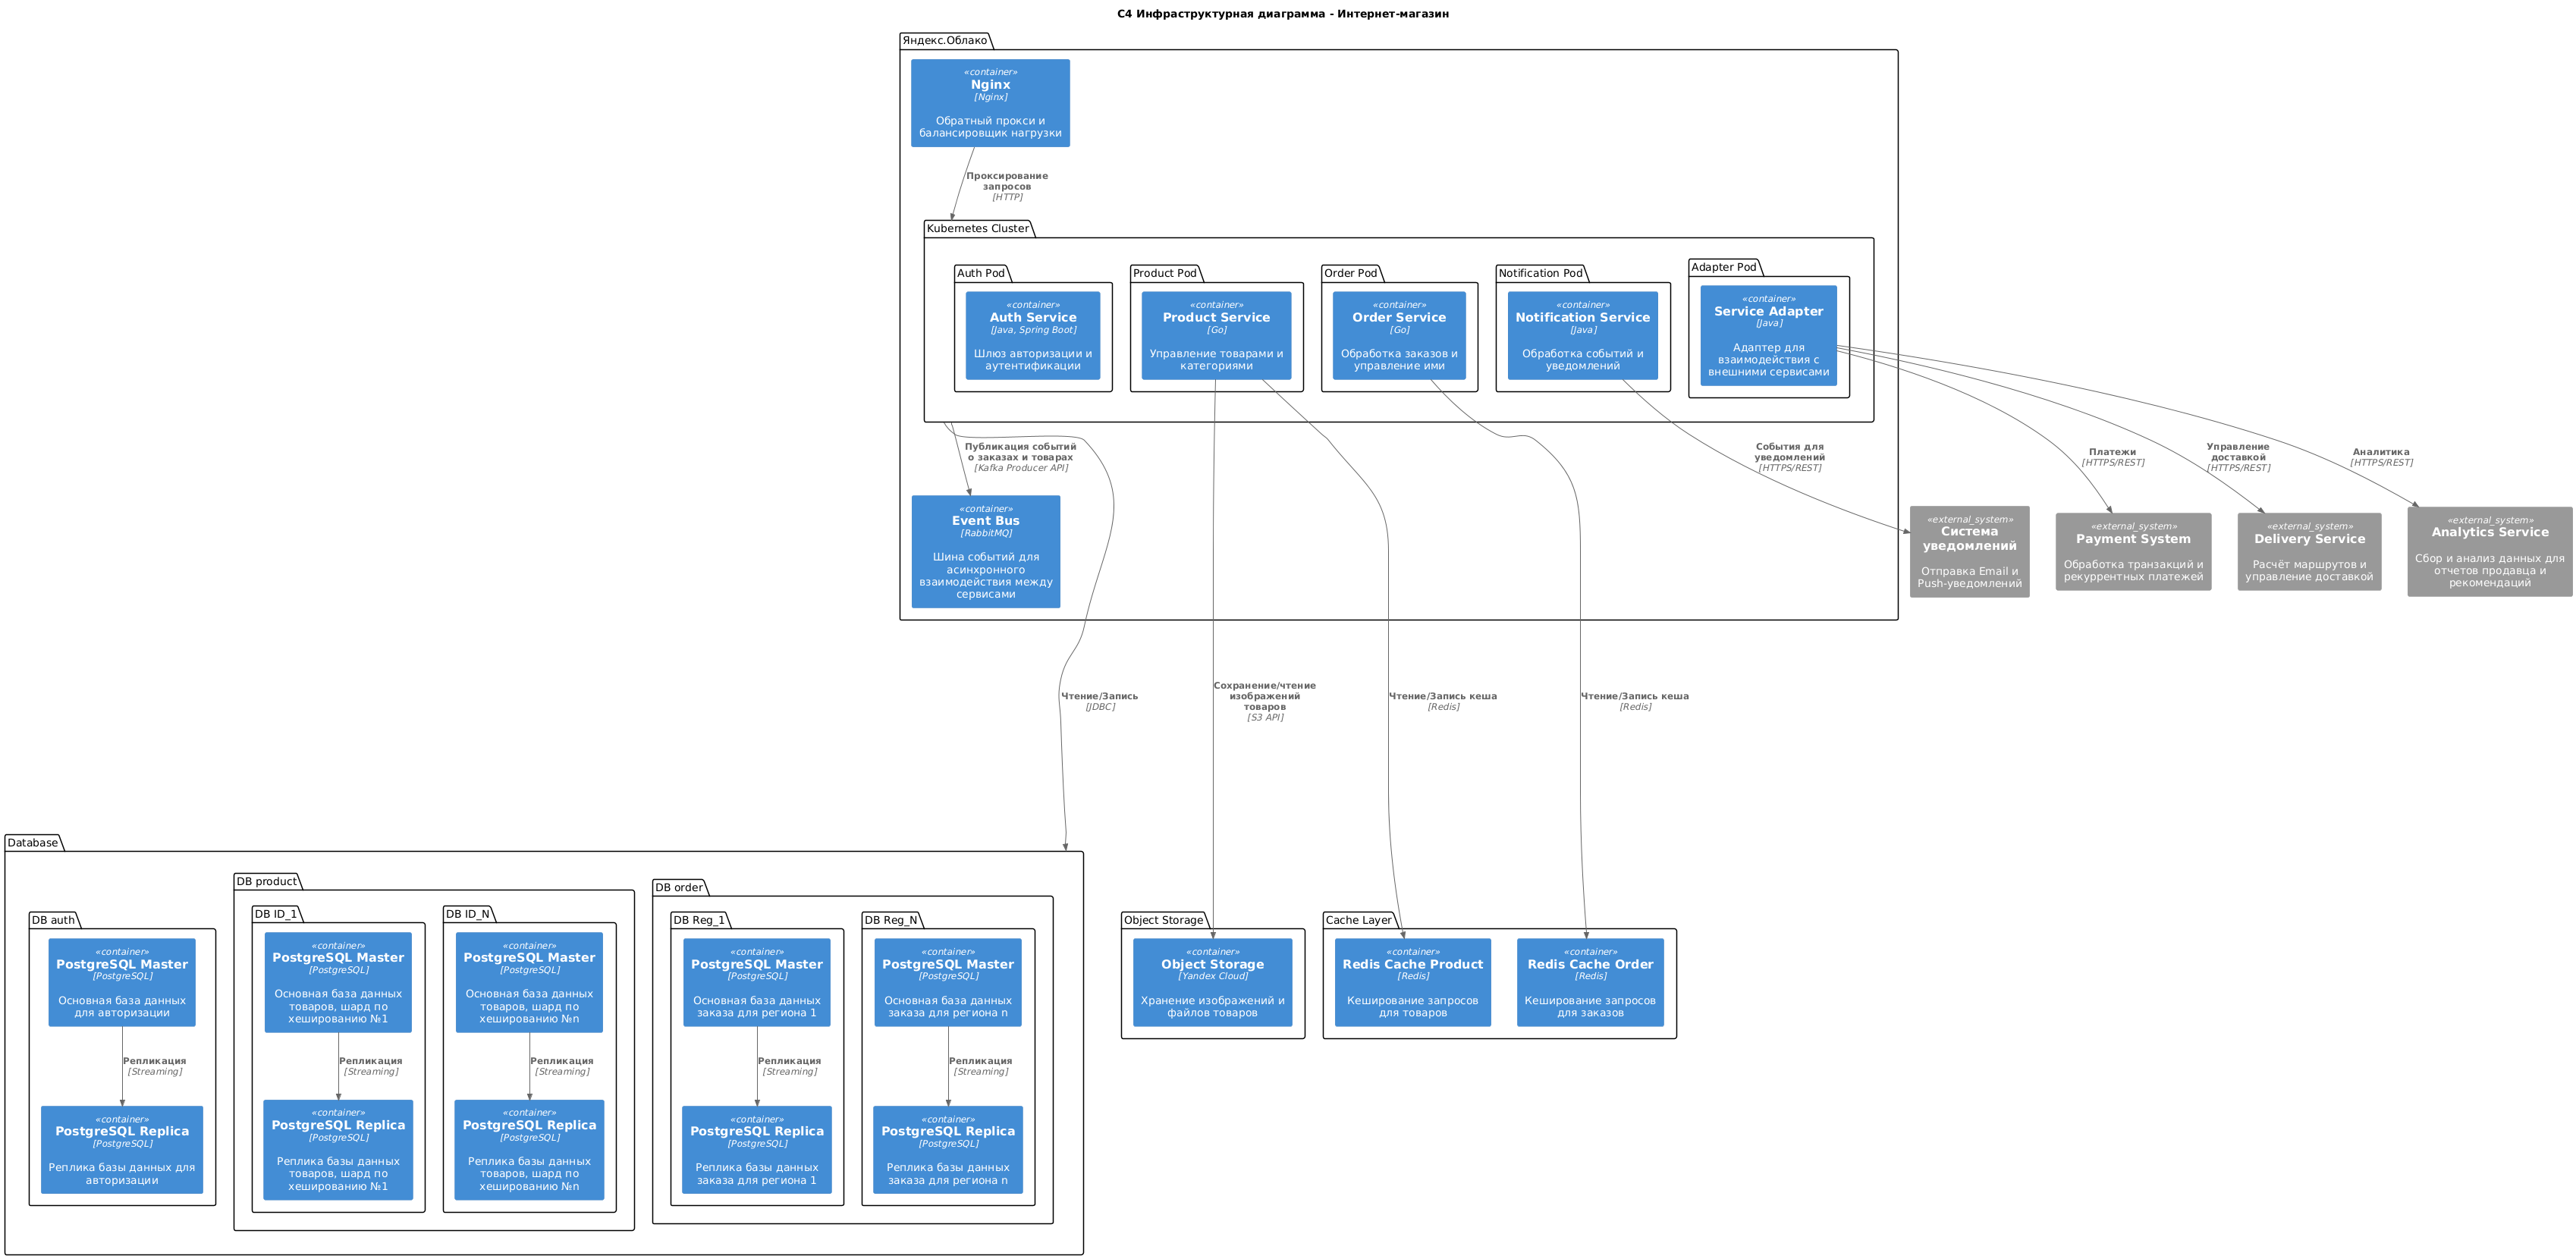 C4 Инфраструктурная диаграмма - Интернет-магазин
Яндекс.Облако
«container»
Nginx
[Nginx]
Обратный прокси и
балансировщик нагрузки
Проксирование
запросов
[HTTP]
Kubernetes Cluster
Auth Pod
«container»
Auth Service
[Java, Spring Boot]
Шлюз авторизации и
аутентификации
Product Pod
«container»
Product Service
[Go]
Управление товарами и
категориями
Order Pod
«container»
Order Service
[Go]
Обработка заказов и
управление ими
Notification Pod
«container»
Notification Service
[Java]
Обработка событий и
уведомлений
Adapter Pod
«container»
Service Adapter
[Java]
Адаптер для
взаимодействия с
внешними сервисами
Публикация событий
о заказах и товарах
[Kafka Producer API]
События для
уведомлений
[HTTPS/REST]
Платежи
[HTTPS/REST]
Управление
доставкой
[HTTPS/REST]
Аналитика
[HTTPS/REST]
«container»
Event Bus
[RabbitMQ]
Шина событий для
асинхронного
взаимодействия между
сервисами
«external_system»
Система
уведомлений
Отправка Email и
Push-уведомлений
«external_system»
Payment System
Обработка транзакций и
рекуррентных платежей
«external_system»
Delivery Service
Расчёт маршрутов и
управление доставкой
«external_system»
Analytics Service
Сбор и анализ данных для
отчетов продавца и
рекомендаций
Чтение/Запись
[JDBC]
Сохранение/чтение
изображений
товаров
[S3 API]
Чтение/Запись кеша
[Redis]
Чтение/Запись кеша
[Redis]
Database
DB auth
«container»
PostgreSQL Master
[PostgreSQL]
Основная база данных
для авторизации
Репликация
[Streaming]
«container»
PostgreSQL Replica
[PostgreSQL]
Реплика базы данных для
авторизации
DB product
DB ID_1
«container»
PostgreSQL Master
[PostgreSQL]
Основная база данных
товаров, шард по
хешированию №1
Репликация
[Streaming]
«container»
PostgreSQL Replica
[PostgreSQL]
Реплика базы данных
товаров, шард по
хешированию №1
DB ID_N
«container»
PostgreSQL Master
[PostgreSQL]
Основная база данных
товаров, шард по
хешированию №n
Репликация
[Streaming]
«container»
PostgreSQL Replica
[PostgreSQL]
Реплика базы данных
товаров, шард по
хешированию №n
DB order
DB Reg_1
«container»
PostgreSQL Master
[PostgreSQL]
Основная база данных
заказа для региона 1
Репликация
[Streaming]
«container»
PostgreSQL Replica
[PostgreSQL]
Реплика базы данных
заказа для региона 1
DB Reg_N
«container»
PostgreSQL Master
[PostgreSQL]
Основная база данных
заказа для региона n
Репликация
[Streaming]
«container»
PostgreSQL Replica
[PostgreSQL]
Реплика базы данных
заказа для региона n
Object Storage
«container»
Object Storage
[Yandex Cloud]
Хранение изображений и
файлов товаров
Cache Layer
«container»
Redis Cache Product
[Redis]
Кеширование запросов
для товаров
«container»
Redis Cache Order
[Redis]
Кеширование запросов
для заказов